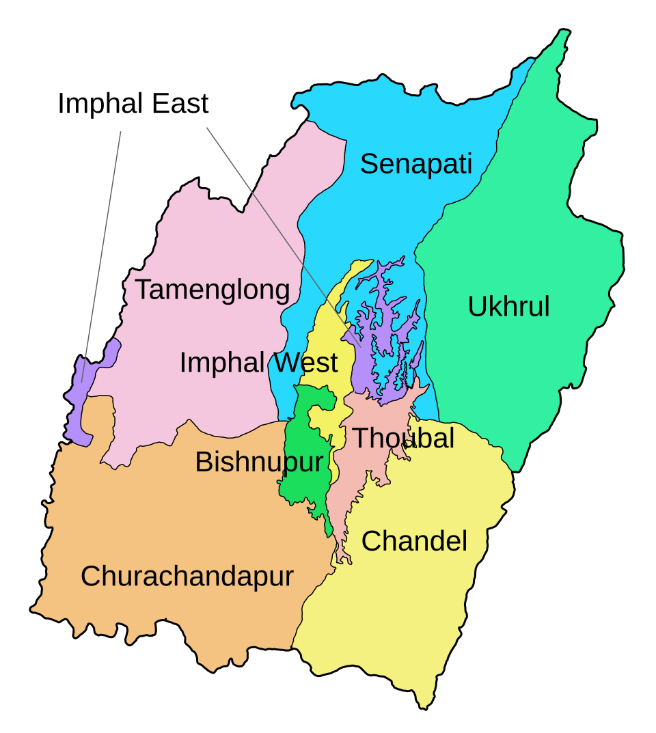 Imphal East
Senapati
Tamenglong
Ukhrul
Imphal West
Thoubal
Bishnupur
Chandel
Churachandapur